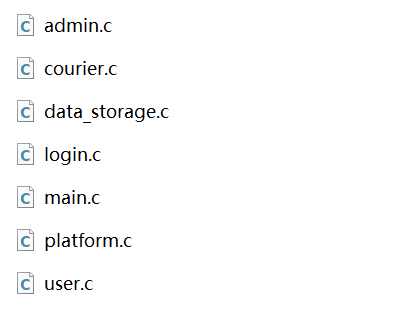 admin.c
courier.c
data_storage.c
login.c
main.c
platform.c
user.c